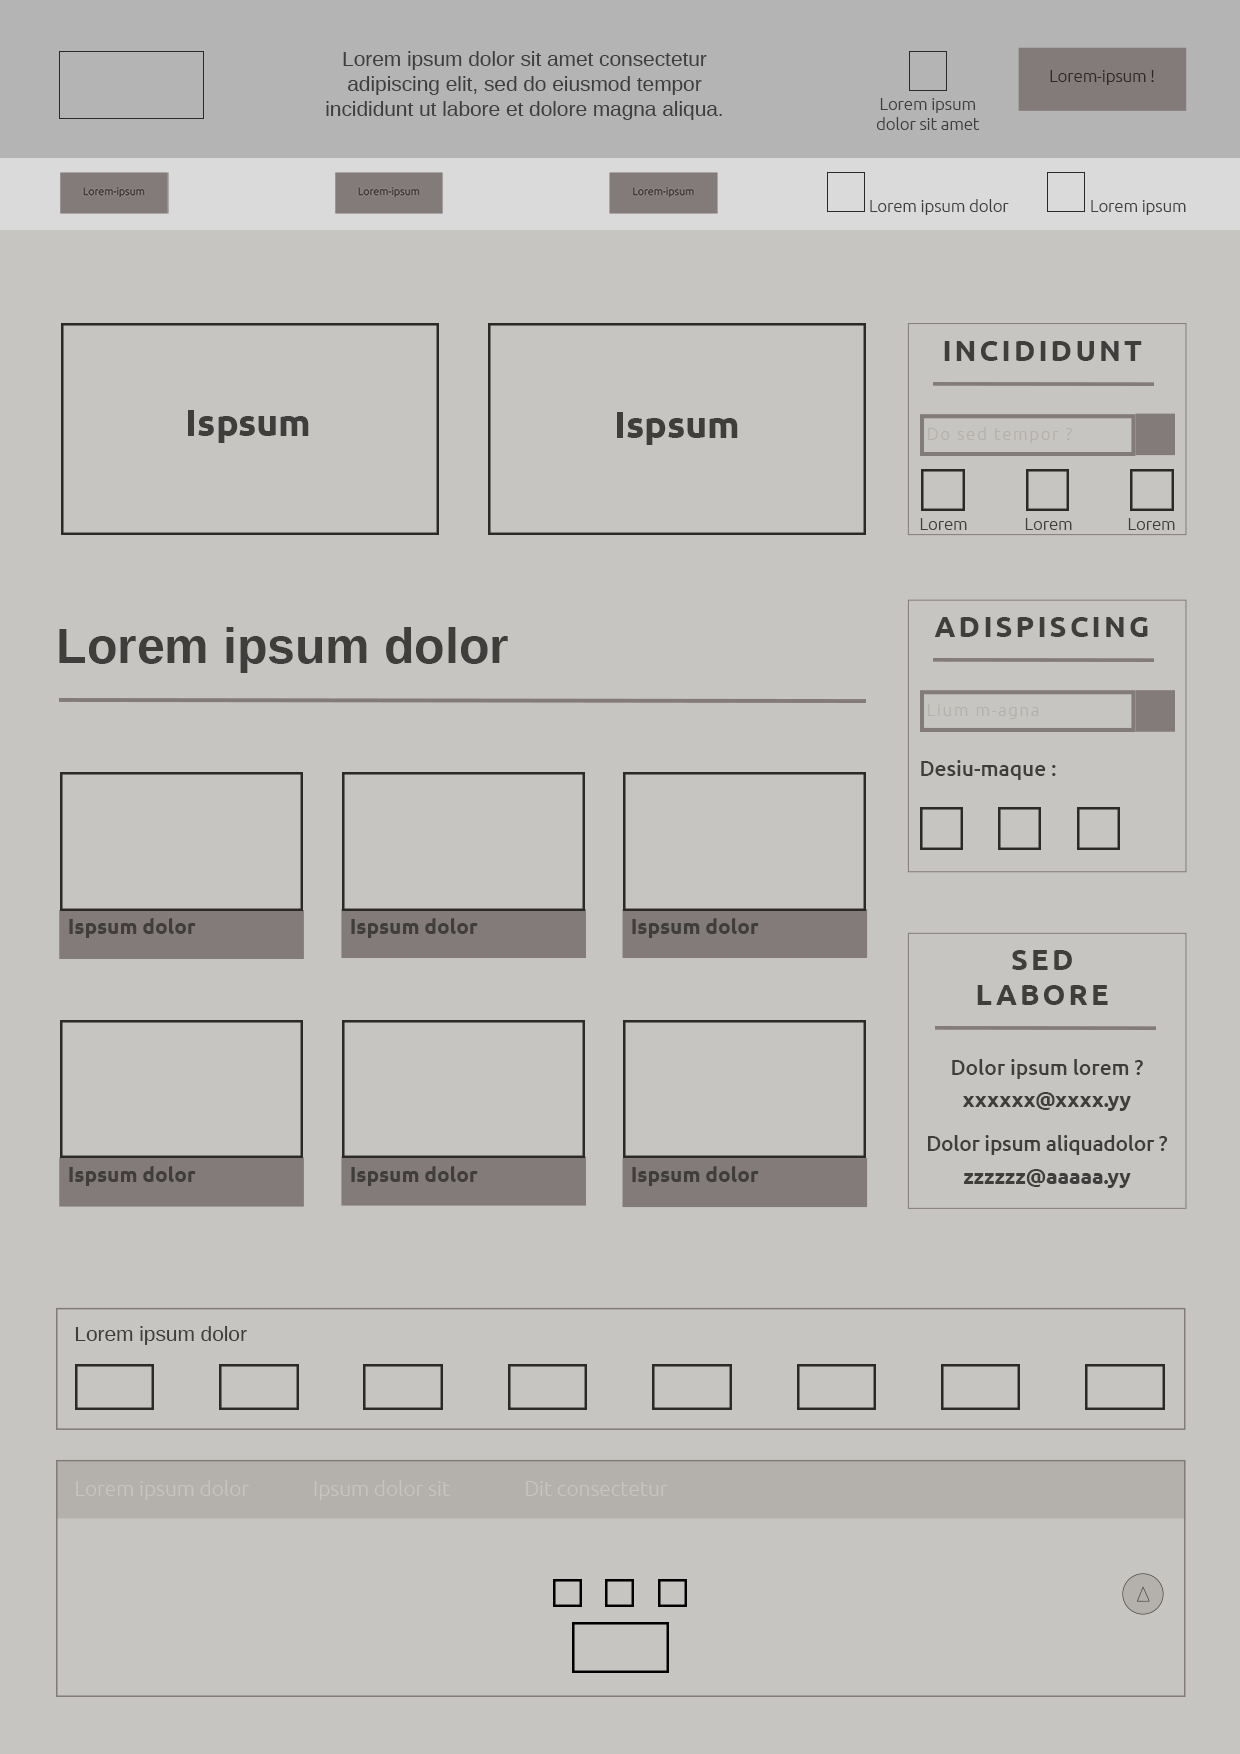 Lorem ipsum dolor sit amet consectetur
adipiscing elit, sed do eiusmod tempor
incididunt ut labore et dolore magna aliqua.
Lorem ipsum
dolor sit amet
Lorem-ipsum !
Lorem-ipsum
Lorem-ipsum
Lorem-ipsum
Lorem ipsum dolor
Lorem ipsum
Ispsum
Ispsum
INCIDIDUNT
Do sed tempor ?
Lorem
Lorem
Lorem
Lorem ipsum dolor
ADISPISCING
Lium m-agna
Desiu-maque :
Ispsum dolor
Ispsum dolor
Ispsum dolor
Ispsum dolor
Ispsum dolor
Ispsum dolor
SED
LABORE
Dolor ipsum lorem ?
xxxxxx@xxxx.yy
Dolor ipsum aliquadolor ?
zzzzzz@aaaaa.yy
Lorem ipsum dolor
Lorem ipsum dolor
Ipsum dolor sit
Dit consectetur